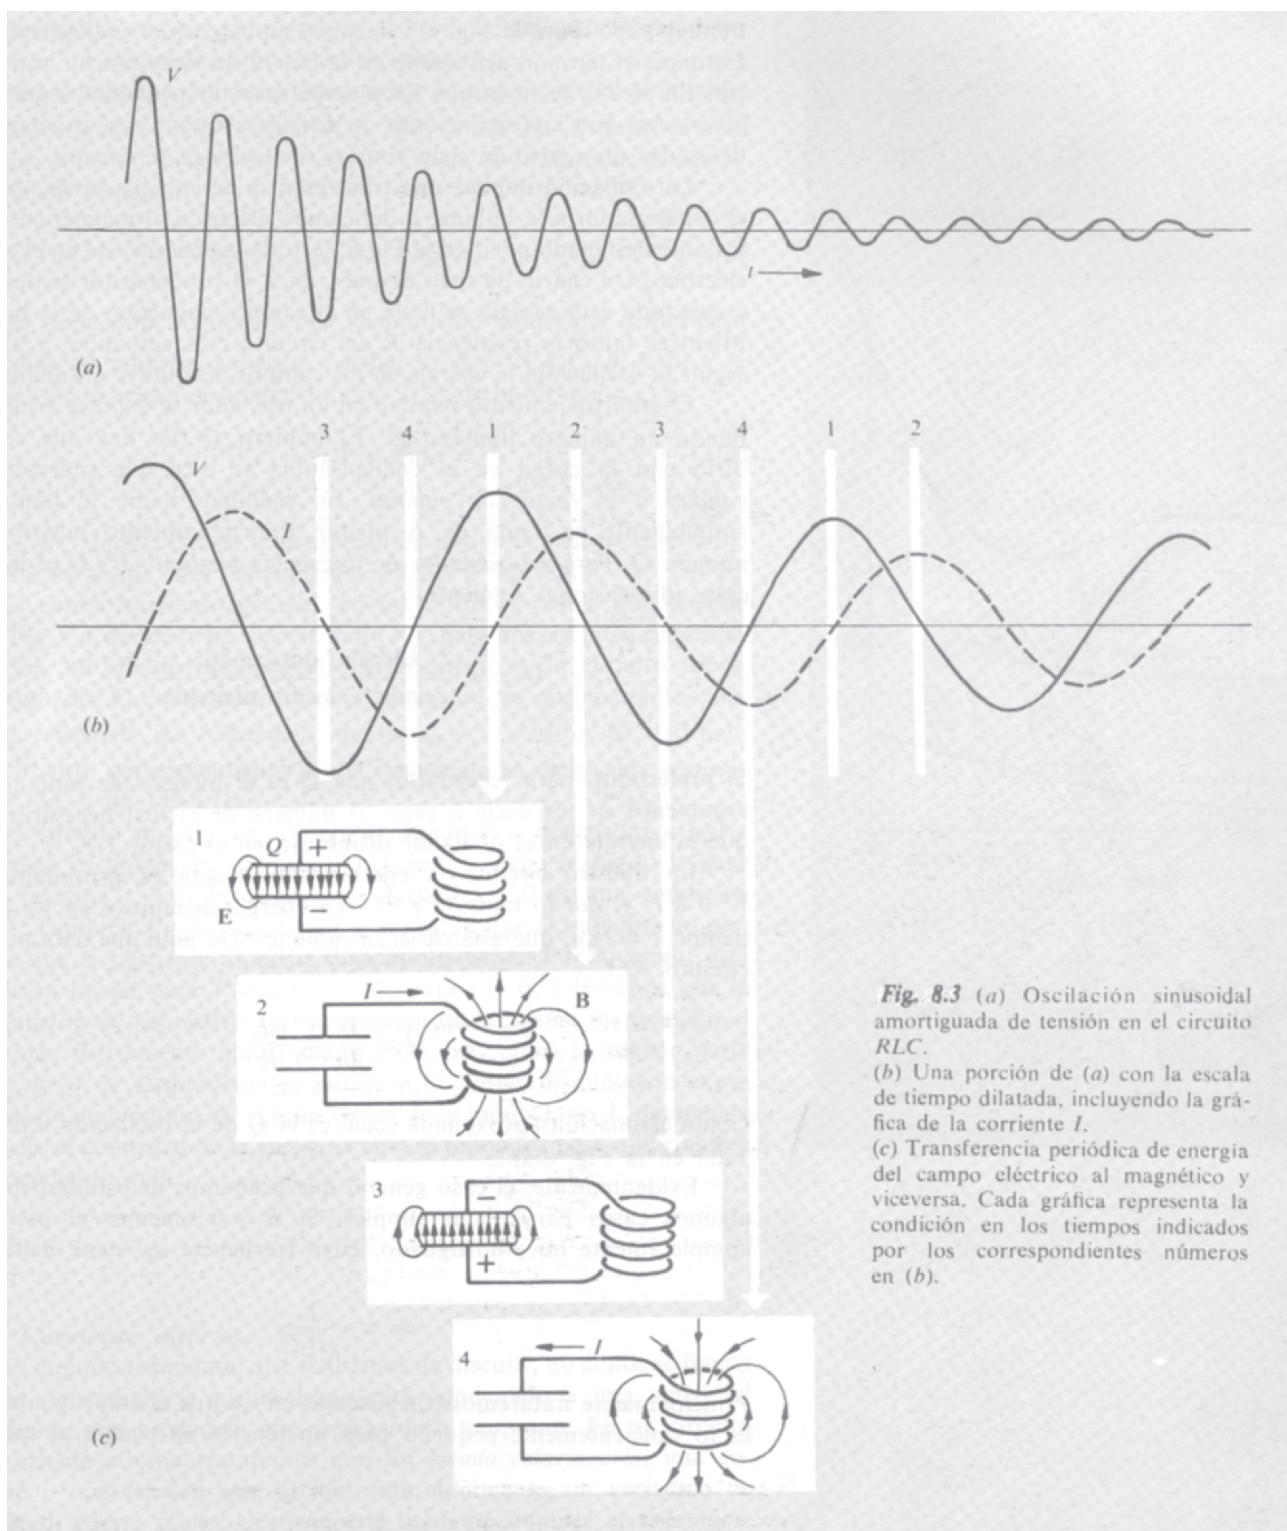 V
t
(a)
3 4 1 2 3 4 1 2
V
I
(b)
1
Q
+
−
E
2
I
B
3
−
+
4
I
(c)
Fig. 8.3 (a) Oscilación sinusoidal
amortiguada de tensión en el circuito
RLC.
(b) Una porción de (a) con la escala
de tiempo dilatada, incluyendo la grá-
fica de la corriente I.
(c) Transferencia periódica de energía
del campo eléctrico al magnético y
viceversa. Cada gráfica representa la
condición en los tiempos indicados
por los correspondientes números
en (b).